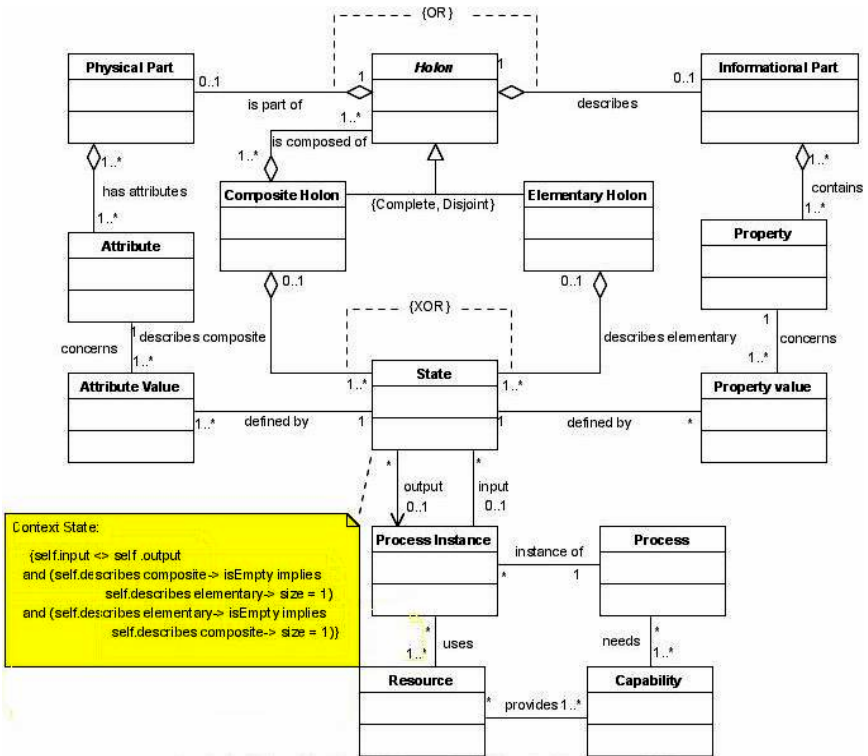 {OR}
Physical Part
Holon
Informational Part
0..1
1
1
0..1
is part of
describes
1..*
is composed of
1..*
1..*
1..*
has attributes
contains
1..*
1..*
Composite Holon
{Complete, Disjoint}
Elementary Holon
Attribute
Property
0..1
0..1
{XOR}
1
describes composite
describes elementary
1
concerns
concerns
1..*
1..*
Attribute Value
1..*
State
1..*
Property value
1..*
defined by
1
1
defined by
*
*
*
output
input
0..1
0..1
Context State:
{self.input <> self .output
and (self.describes composite-> isEmpty implies
self.describes elementary-> size = 1)
and (self.describes elementary-> isEmpty implies
self.describes composite-> size = 1)}
Process Instance
instance of
Process
*
1
*
uses
1..*
*
needs
1..*
Resource
Capability
*
provides 1..*